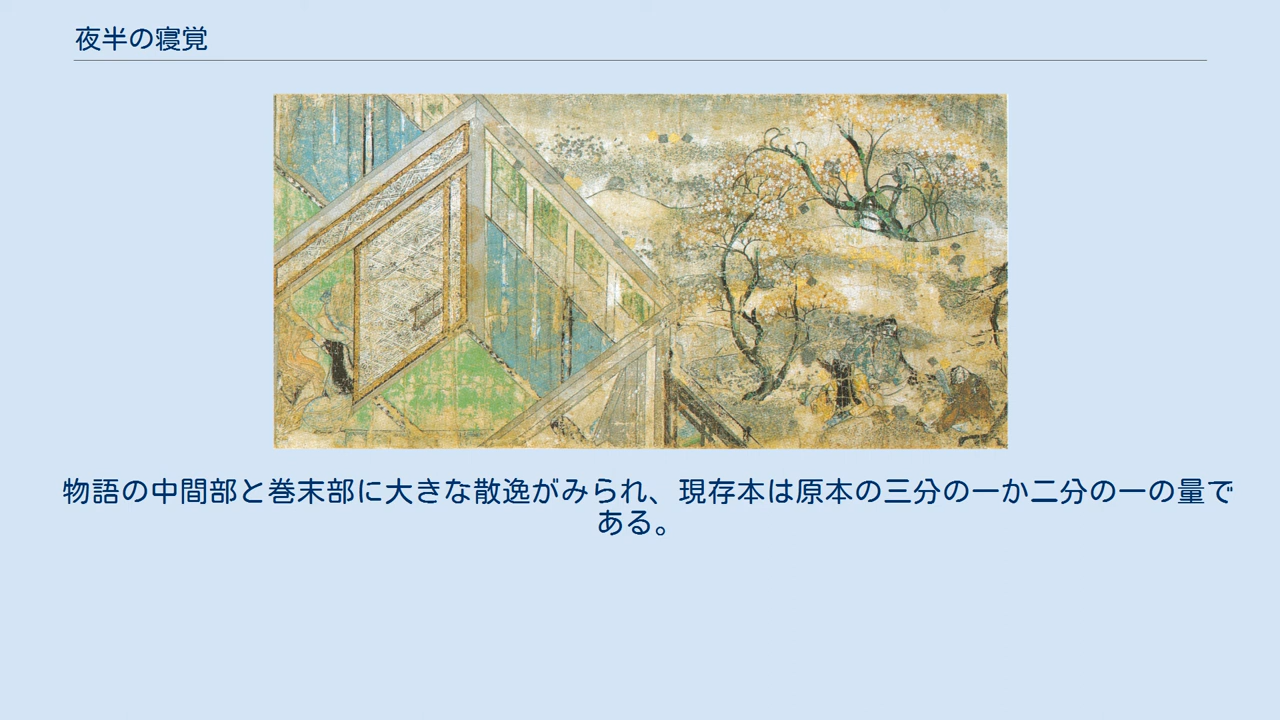 夜半の寝覚
物語の中間部と巻末部に大きな散逸がみられ、現存本は原本の三分の一か二分の一の量で
ある。